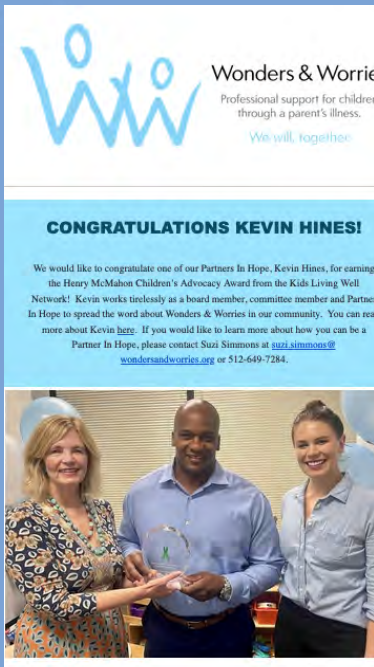 Wonders & Worrie
Professional support for children
through a parent's illness.
We will, together.
CONGRATULATIONS KEVIN HINES!
We would like to congratulate one of our Partners In Hope, Kevin Hines, for earning
the Henry McMahon Children's Advocacy Award from the Kids Living Well
Network! Kevin works tirelessly as a board member, committee member and Partner
In Hope to spread the word about Wonders & Worries in our community. You can rea
more about Kevin here. If you would like to learn more about how you can be a
Partner In Hope, please contact Suzi Simmons at suzi.simmons@
wondersandworries.org or 512-649-7284.